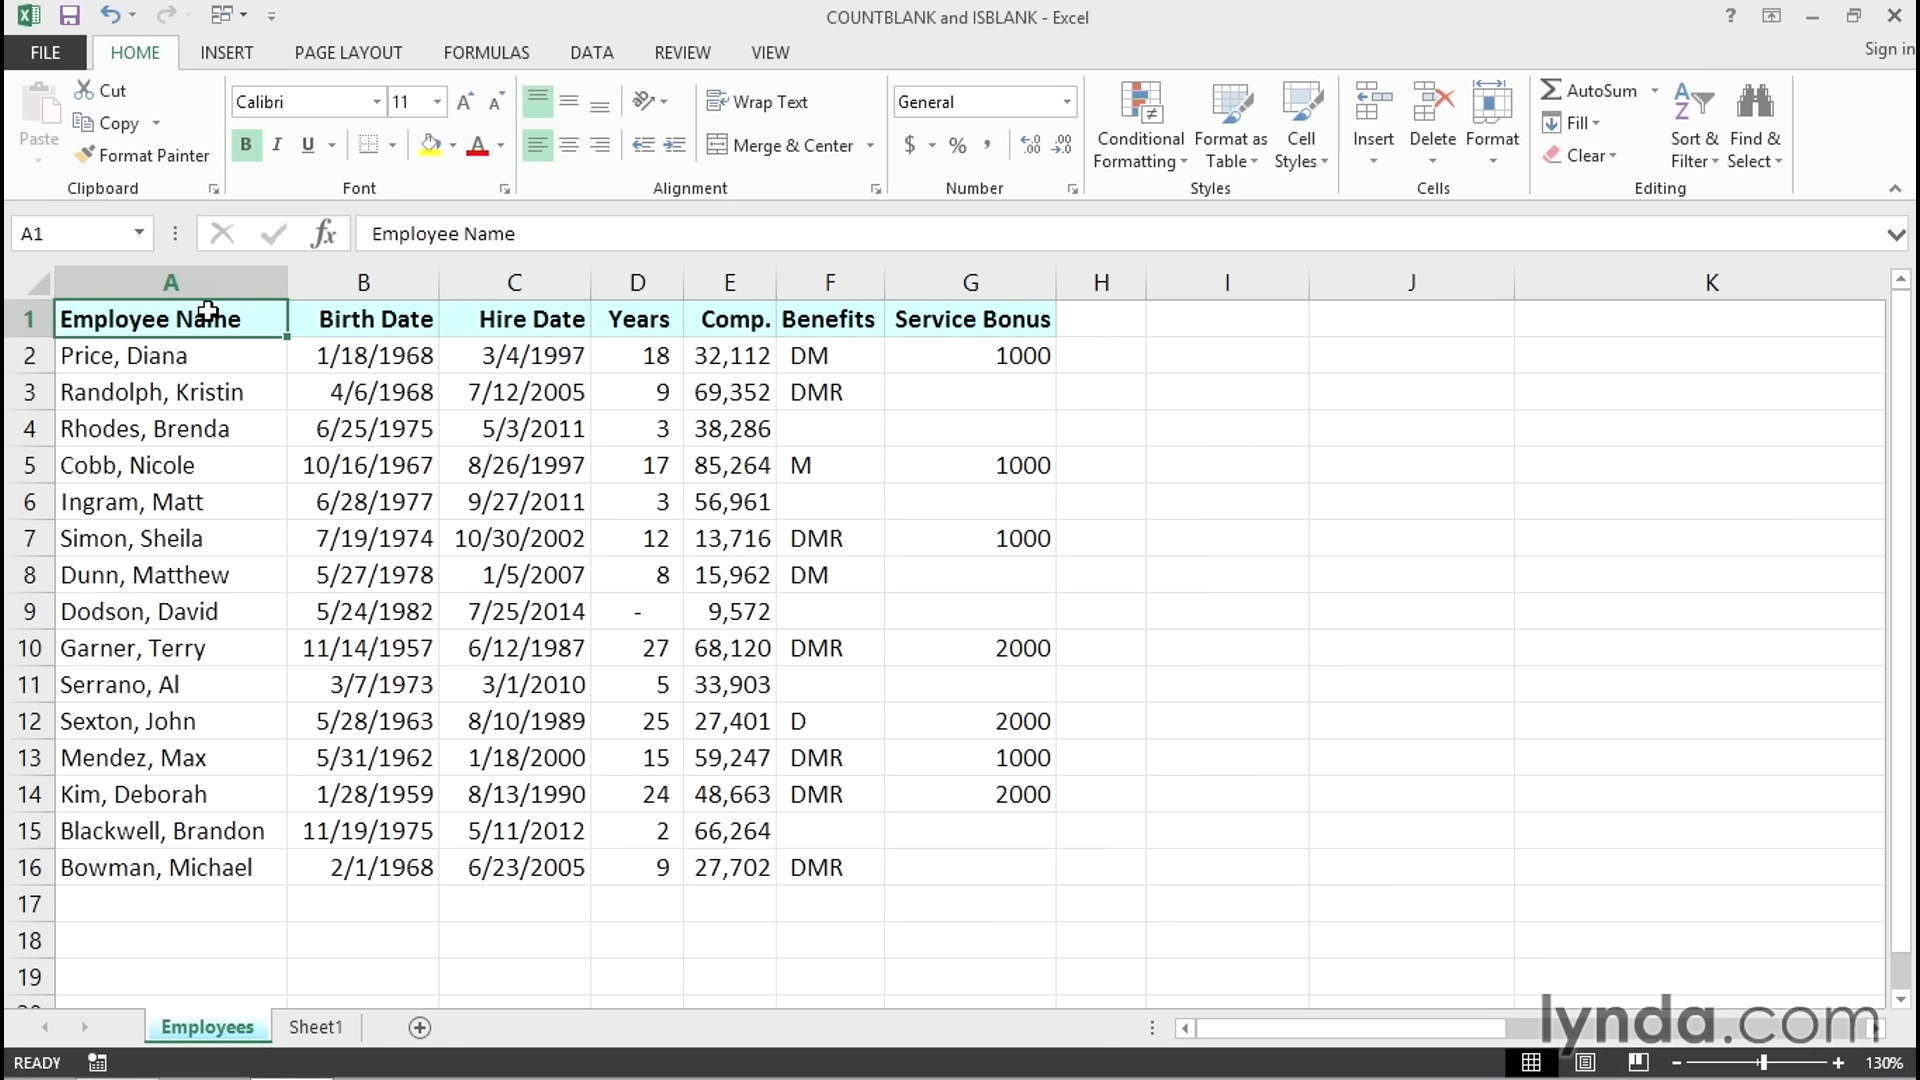 COUNTBLANK and ISBLANK - Excel
?
Sign in
FILE HOME INSERT PAGE LAYOUT FORMULAS DATA REVIEW VIEW
Paste
Cut
Copy
Format Painter
Clipboard
Calibri 11
B I U
Font
Wrap Text
Merge & Center
Alignment
General
$ % ,
Number
Conditional Formatting
Format as Table
Cell Styles
Styles
Insert Delete Format
Cells
AutoSum
Fill
Clear
Sort & Filter
Find & Select
Editing
A1 fx Employee Name
A B C D E F G H I J K
1 Employee Name Birth Date Hire Date Years Comp. Benefits Service Bonus
2 Price, Diana 1/18/1968 3/4/1997 18 32,112 DM 1000
3 Randolph, Kristin 4/6/1968 7/12/2005 9 69,352 DMR
4 Rhodes, Brenda 6/25/1975 5/3/2011 3 38,286
5 Cobb, Nicole 10/16/1967 8/26/1997 17 85,264 M 1000
6 Ingram, Matt 6/28/1977 9/27/2011 3 56,961
7 Simon, Sheila 7/19/1974 10/30/2002 12 13,716 DMR 1000
8 Dunn, Matthew 5/27/1978 1/5/2007 8 15,962 DM
9 Dodson, David 5/24/1982 7/25/2014 - 9,572
10 Garner, Terry 11/14/1957 6/12/1987 27 68,120 DMR 2000
11 Serrano, Al 3/7/1973 3/1/2010 5 33,903
12 Sexton, John 5/28/1963 8/10/1989 25 27,401 D 2000
13 Mendez, Max 5/31/1962 1/18/2000 15 59,247 DMR 1000
14 Kim, Deborah 1/28/1959 8/13/1990 24 48,663 DMR 2000
15 Blackwell, Brandon 11/19/1975 5/11/2012 2 66,264
16 Bowman, Michael 2/1/1968 6/23/2005 9 27,702 DMR
17
18
19
Employees Sheet1
lynda.com
READY 130%